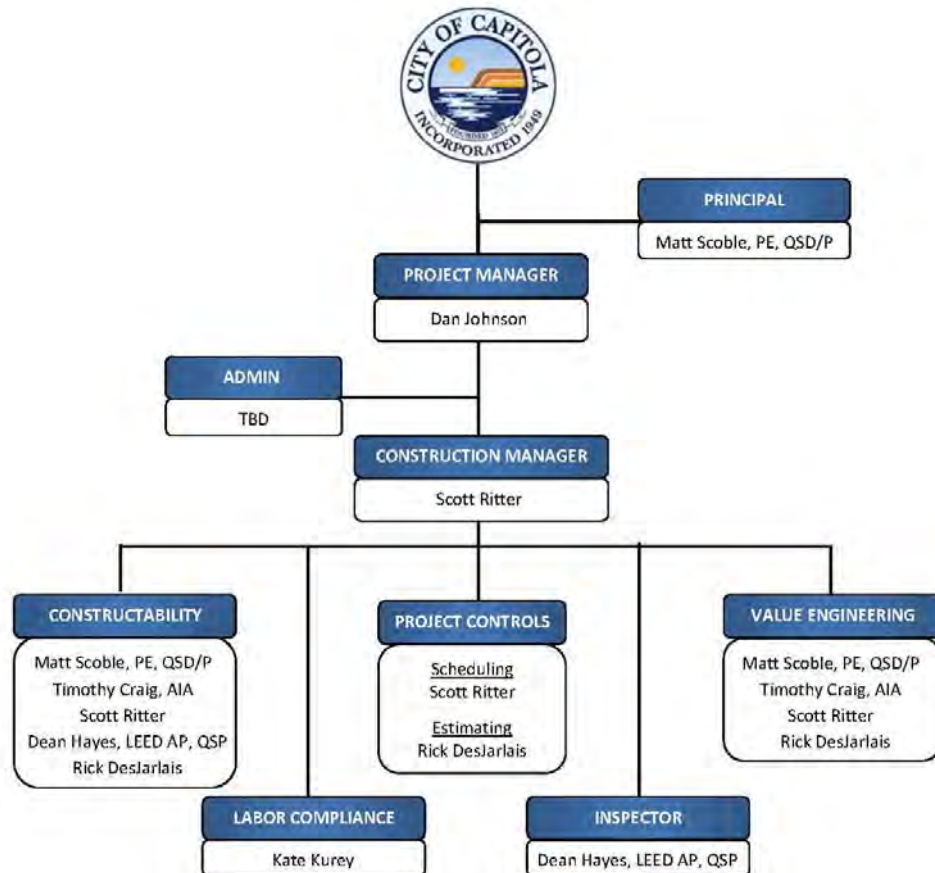 CITY OF CAPITOLA
INCORPORATED 1949
PRINCIPAL
Matt Scoble, PE, QSD/P
PROJECT MANAGER
Dan Johnson
ADMIN
TBD
CONSTRUCTION MANAGER
Scott Ritter
CONSTRUCTABILITY
Matt Scoble, PE, QSD/P
Timothy Craig, AIA
Scott Ritter
Dean Hayes, LEED AP, QSP
Rick DesJarlais
PROJECT CONTROLS
Scheduling
Scott Ritter
Estimating
Rick DesJarlais
VALUE ENGINEERING
Matt Scoble, PE, QSD/P
Timothy Craig, AIA
Scott Ritter
Rick DesJarlais
LABOR COMPLIANCE
Kate Kurey
INSPECTOR
Dean Hayes, LEED AP, QSP